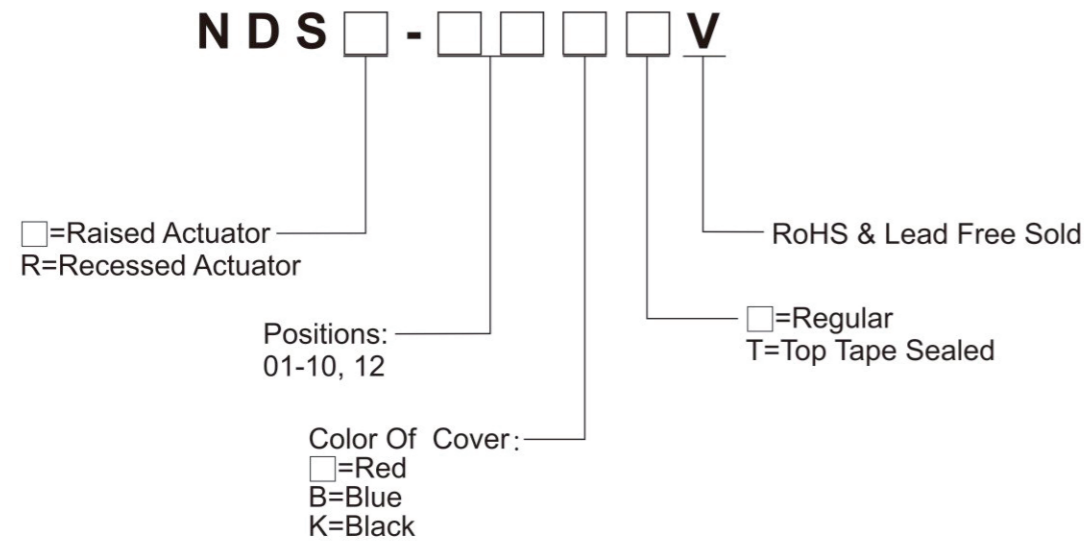 NDS□-□□□□V
□=Raised Actuator
R=Recessed Actuator
RoHS & Lead Free Sold
Positions:
01-10, 12
□=Regular
T=Top Tape Sealed
Color Of Cover:
□=Red
B=Blue
K=Black